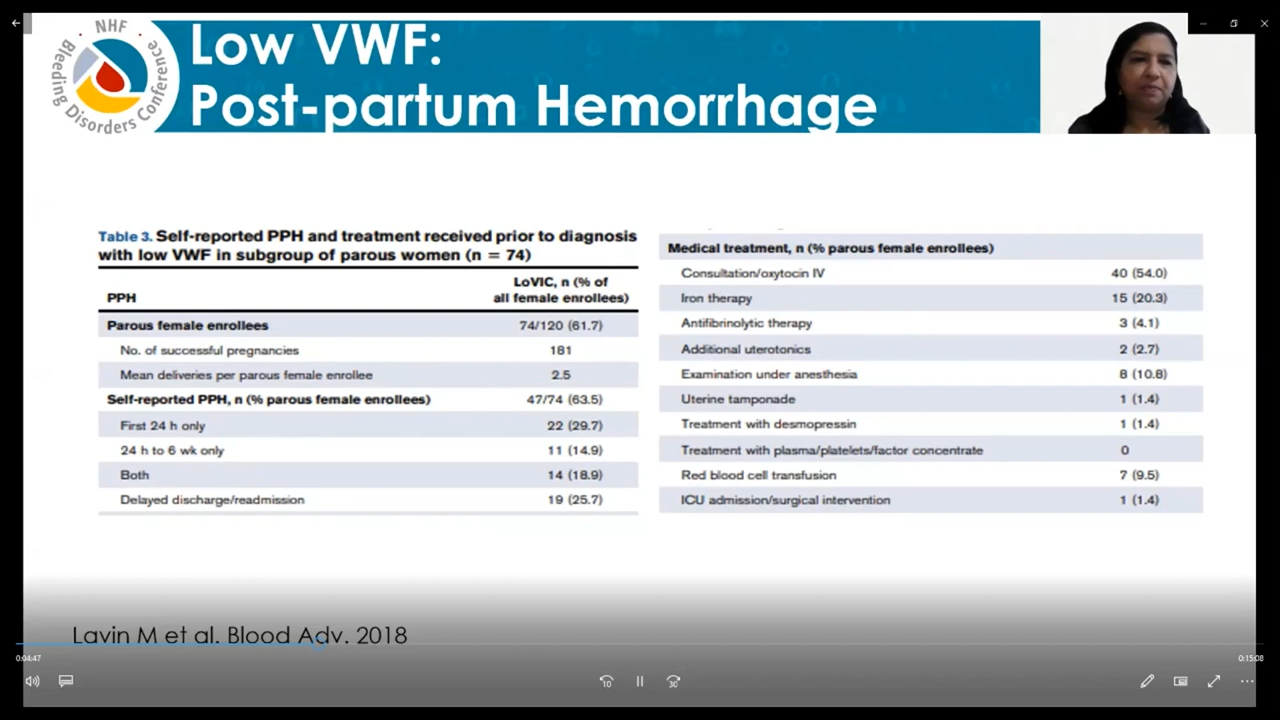 NHF
Bleeding Disorders Conference
Low VWF:
Post-partum Hemorrhage
Table 3. Self-reported PPH and treatment received prior to diagnosis
with low VWF in subgroup of parous women (n = 74)
PPH LoVIC, n (% of
all female enrollees)
Parous female enrollees 74/120 (61.7)
No. of successful pregnancies 181
Mean deliveries per parous female enrollee 2.5
Self-reported PPH, n (% parous female enrollees) 47/74 (63.5)
First 24 h only 22 (29.7)
24 h to 6 wk only 11 (14.9)
Both 14 (18.9)
Delayed discharge/readmission 19 (25.7)
Medical treatment, n (% parous female enrollees)
Consultation/oxytocin IV 40 (54.0)
Iron therapy 15 (20.3)
Antifibrinolytic therapy 3 (4.1)
Additional uterotonics 2 (2.7)
Examination under anesthesia 8 (10.8)
Uterine tamponade 1 (1.4)
Treatment with desmopressin 1 (1.4)
Treatment with plasma/platelets/factor concentrate 0
Red blood cell transfusion 7 (9.5)
ICU admission/surgical intervention 1 (1.4)
Lavin M et al. Blood Adv. 2018
0:04:47 0:15:08
10 30